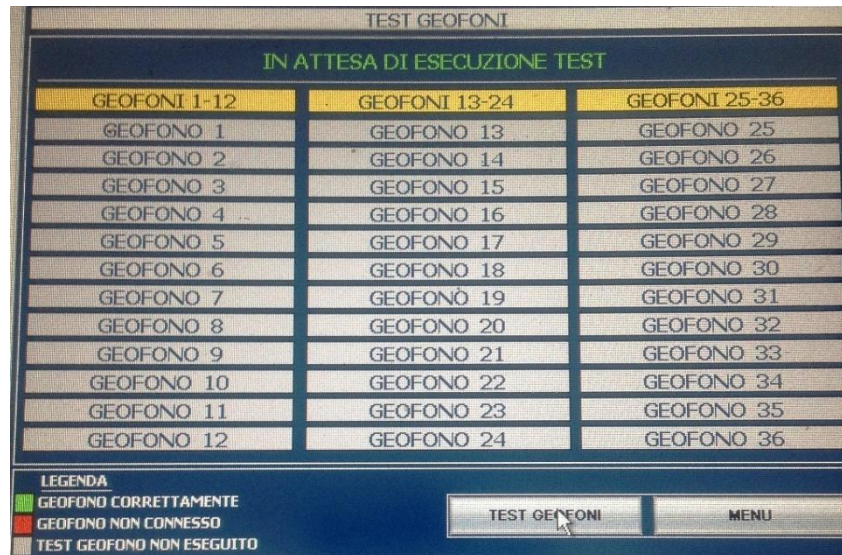 TEST GEOFONI
IN ATTESA DI ESECUZIONE TEST
GEOFONI 1-12 GEOFONI 13-24 GEOFONI 25-36
GEOFONO 1 GEOFONO 13 GEOFONO 25
GEOFONO 2 GEOFONO 14 GEOFONO 26
GEOFONO 3 GEOFONO 15 GEOFONO 27
GEOFONO 4 GEOFONO 16 GEOFONO 28
GEOFONO 5 GEOFONO 17 GEOFONO 29
GEOFONO 6 GEOFONO 18 GEOFONO 30
GEOFONO 7 GEOFONO 19 GEOFONO 31
GEOFONO 8 GEOFONO 20 GEOFONO 32
GEOFONO 9 GEOFONO 21 GEOFONO 33
GEOFONO 10 GEOFONO 22 GEOFONO 34
GEOFONO 11 GEOFONO 23 GEOFONO 35
GEOFONO 12 GEOFONO 24 GEOFONO 36
LEGENDA
GEOFONO CORRETTAMENTE
GEOFONO NON CONNESSO
TEST GEOFONO NON ESEGUITO
TEST GEOFONI MENU